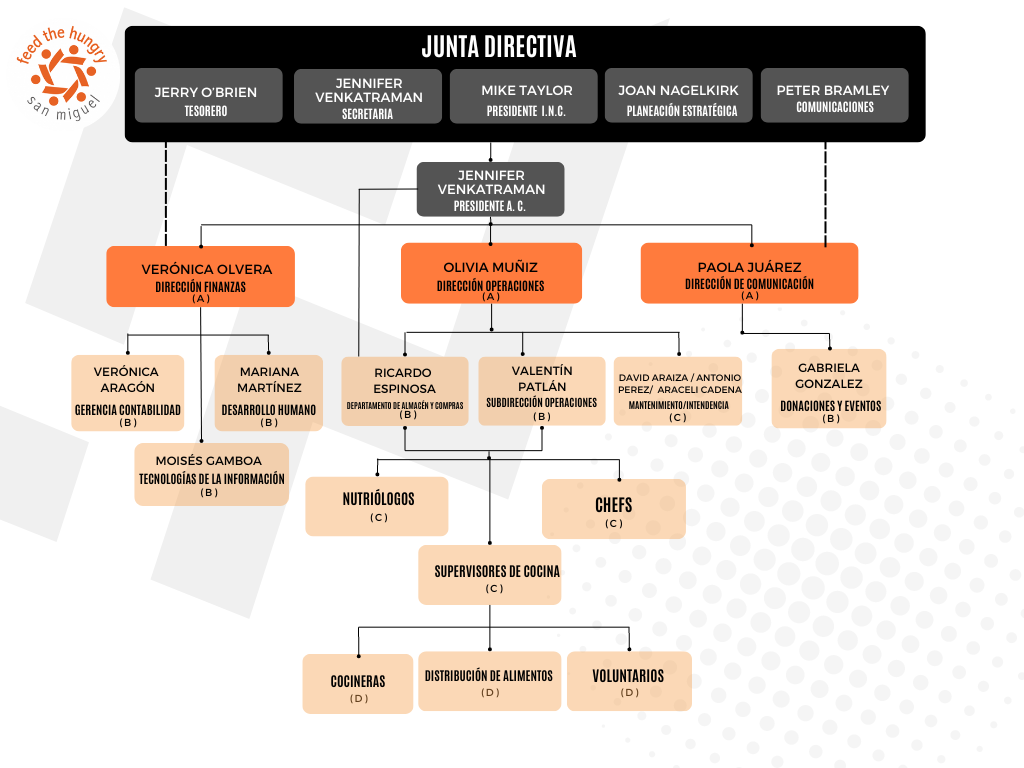 feed the hungry
san miguel
JUNTA DIRECTIVA
JERRY O'BRIEN
TESORERO
JENNIFER
VENKATRAMAN
SECRETARIA
MIKE TAYLOR
PRESIDENTE I.N.C.
JOAN NAGELKIRK
PLANEACIÓN ESTRATÉGICA
PETER BRAMLEY
COMUNICACIONES
JENNIFER
VENKATRAMAN
PRESIDENTE A. C.
VERÓNICA OLVERA
DIRECCIÓN FINANZAS
(A)
OLIVIA MUÑIZ
DIRECCIÓN OPERACIONES
(A)
PAOLA JUÁREZ
DIRECCIÓN DE COMUNICACIÓN
(A)
VERÓNICA
ARAGÓN
GERENCIA CONTABILIDAD
(B)
MARIANA
MARTÍNEZ
DESARROLLO HUMANO
(B)
RICARDO
ESPINOSA
DEPARTAMENTO DE ALMACÉN Y COMPRAS
(B)
VALENTÍN
PATLÁN
SUBDIRECCIÓN OPERACIONES
(B)
DAVID ARAIZA / ANTONIO
PEREZ/ ARACELI CADENA
MANTENIMIENTO/INTENDENCIA
(C)
GABRIELA
GONZALEZ
DONACIONES Y EVENTOS
(B)
MOISÉS GAMBOA
TECNOLOGÍAS DE LA INFORMACIÓN
(B)
NUTRIÓLOGOS
(C)
CHEFS
(C)
SUPERVISORES DE COCINA
(C)
COCINERAS
(D)
DISTRIBUCIÓN DE ALIMENTOS
(D)
VOLUNTARIOS
(D)